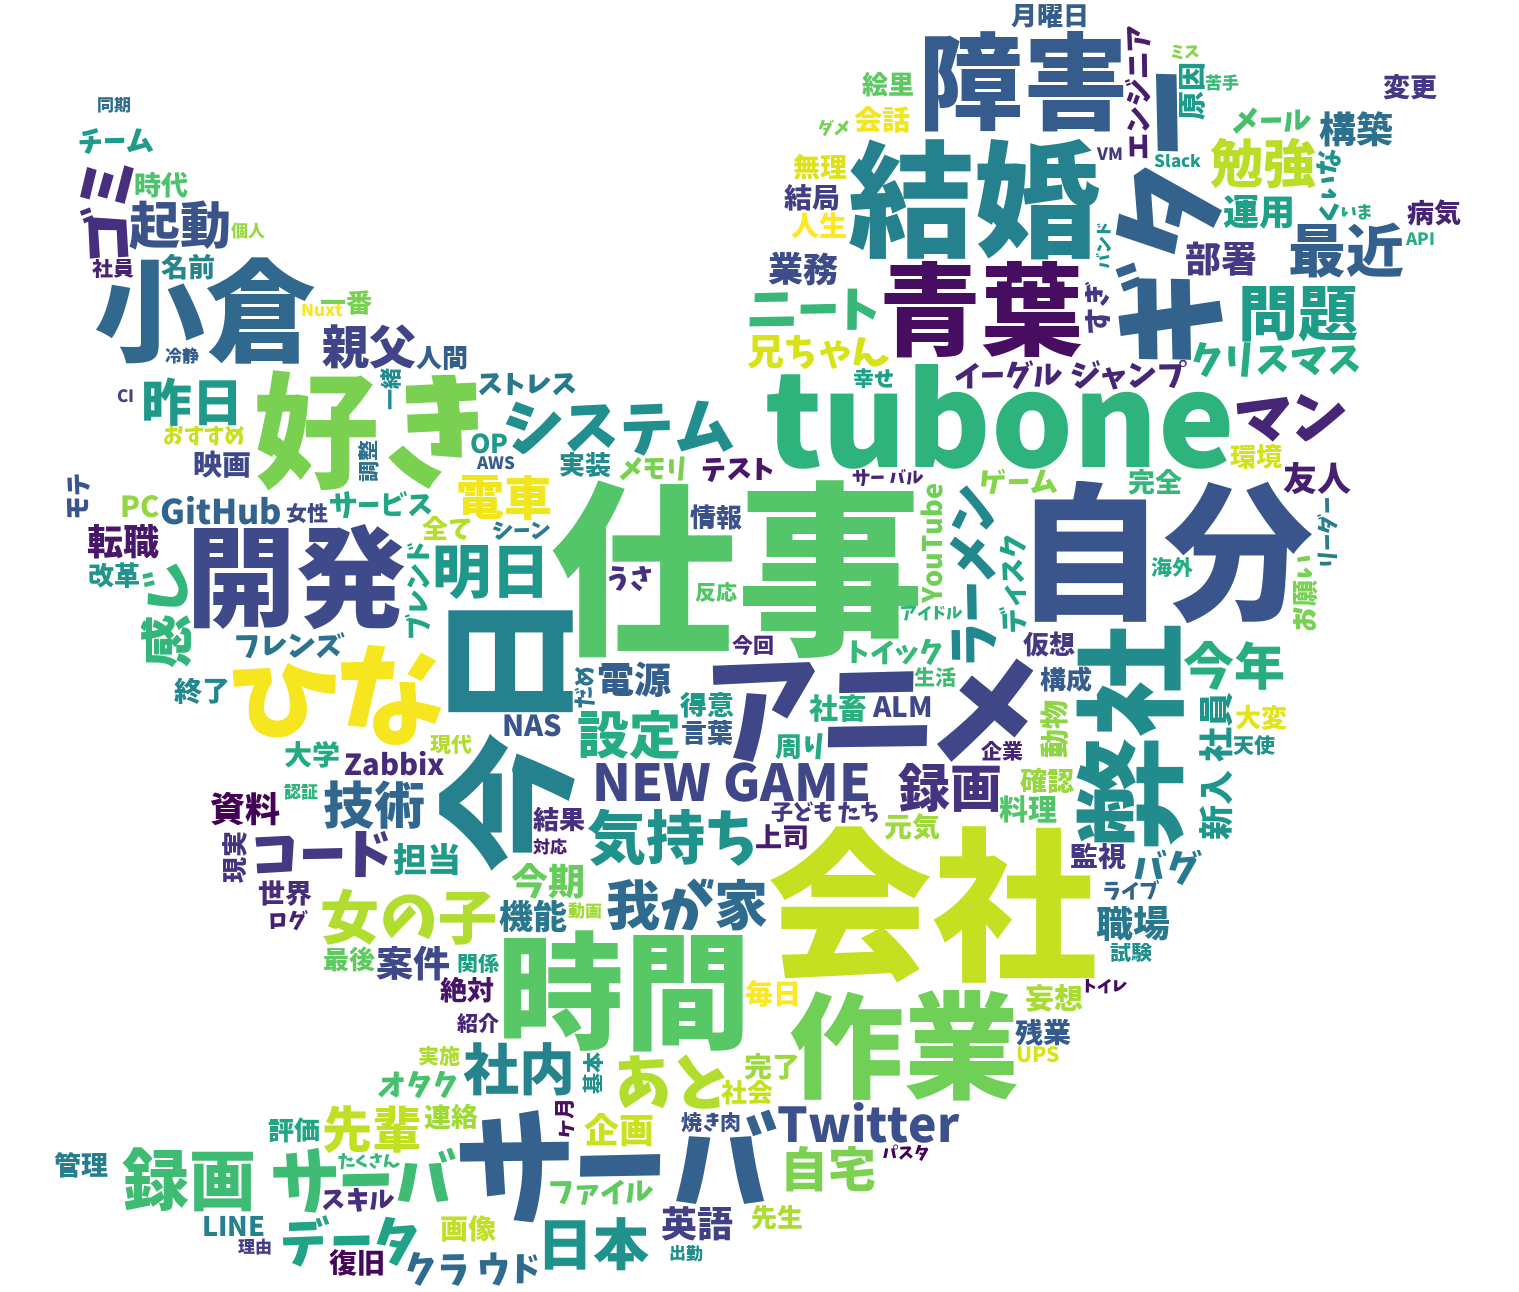 月曜日
障害
エンジニア
ミス
原因
苦手
絵里
変更
同期
会話
ダメ
メール
構築
チーム
ギター
VM
Slack
勉強
結婚
無理
ゴミ
時代
結局
人生
運用
いま
病気
API
起動
個人
バンド
部署
最近
社員
名前
業務
小倉
青葉
すぎ
問題
Nuxt
一番
ニート
冷静
親父
人間
兄ちゃん
クリスマス
CI
昨日
好き
一緒
ストレス
幸せ
イーグル ジャンプ
tubone
マン
おすすめ
システム
OP
AWS
映画
調整
実装
メモリ
テスト
サーバル
ゲーム
完全
環境
友人
モテ
PC
GitHub
女性
サービス
電車
仕事
情報
YouTube
ラーメン
自分
リーダー
転職
開発
全て
シーン
明日
うさ
反応
ディスク
海外
お願い
改革
感じ
ブレンド
アイドル
フレンズ
今日
今回
トイック
仮想
弊社
今年
終了
ひな
だめ
電源
アニメ
生活
構成
NAS
設定
得意
言葉
社畜
ALM
動物
社員
大変
天使
大学
現代
Zabbix
周り
企業
認証
技術
NEW GAME
録画
確認
料理
新入
資料
結果
対応
子ども たち
気持ち
上司
元気
現実
コード
担当
会社
監視
バグ
世界
ログ
今期
我が家
ライブ
女の子
機能
動画
職場
最後
案件
関係
時間
試験
絶対
毎日
作業
妄想
トイレ
紹介
残業
UPS
実施
社内
基本
あと
完了
社会
オタク
評価
先輩
連絡
サーバ
ヶ月
企画
焼き肉
Twitter
管理
録画 サーバ
たくさん
スキル
ファイル
自宅
パスタ
LINE
理由
データ
復旧
画像
クラウド
日本
英語
出勤
先生